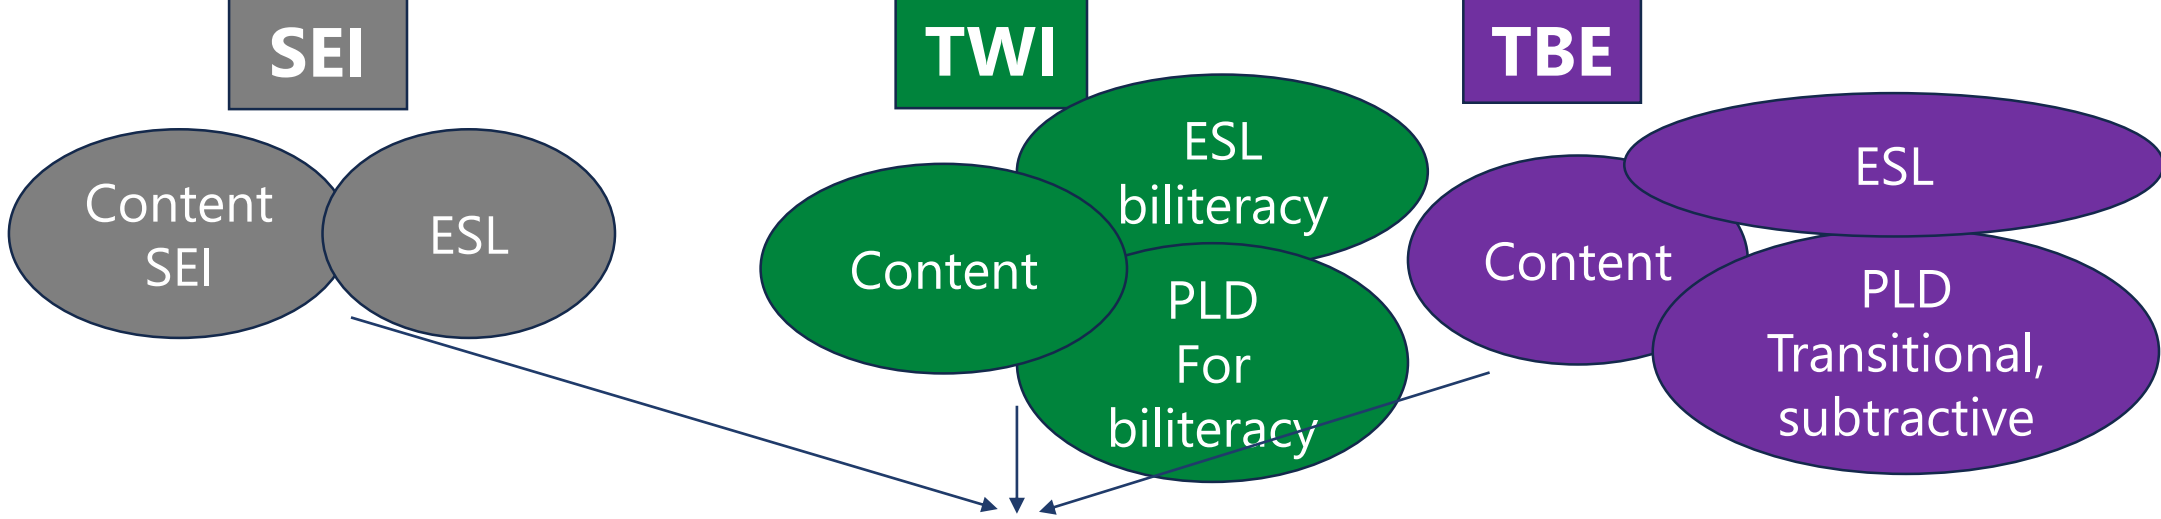 SEI
Content
SEI
ESL
TWI
ESL
biliteracy
Content
PLD
For
biliteracy
TBE
ESL
Content
PLD
Transitional,
subtractive